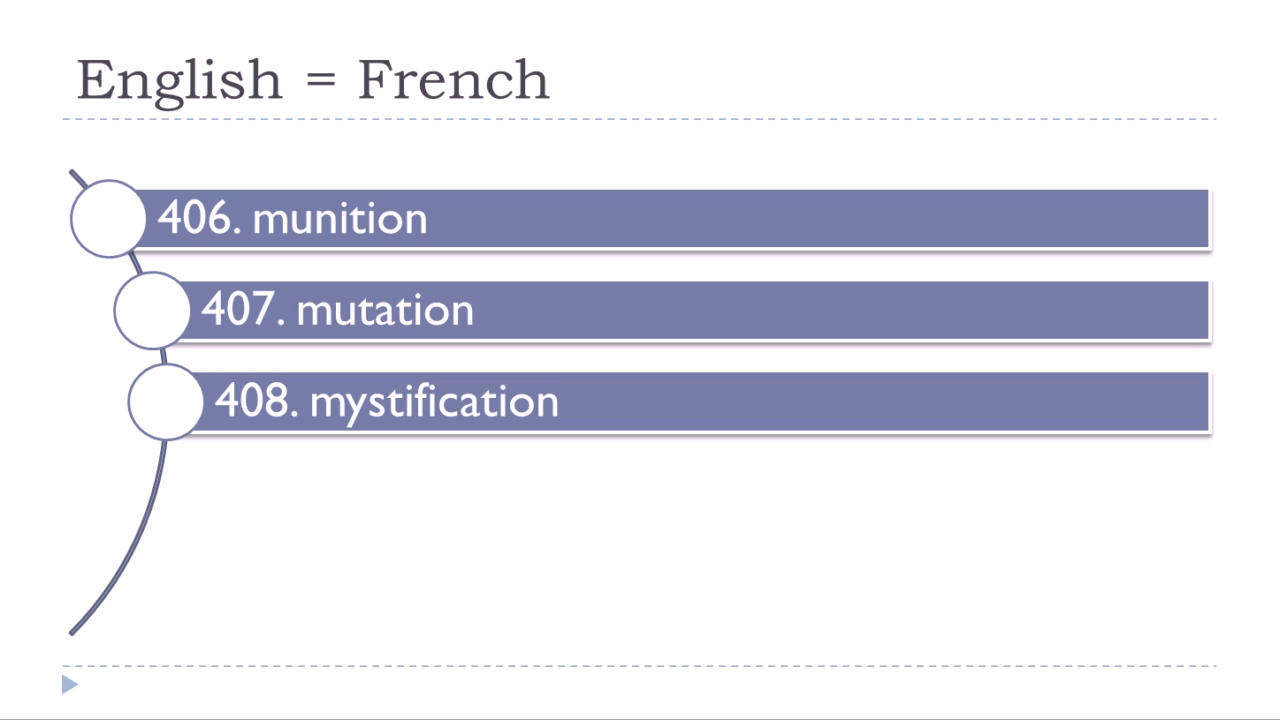 English = French
406. munition
407. mutation
408. mystification